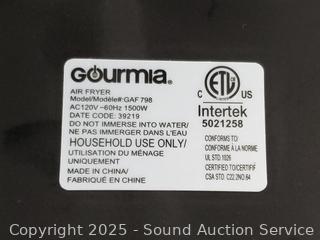 GOURMIA®
AIR FRYER
Model/Modèle#:GAF 798
AC120V ~60Hz 1500W
DATE CODE: 39219
DO NOT IMMERSE INTO WATER/
NE PAS IMMERGER DANS L'EAU
HOUSEHOLD USE ONLY/
UTILISATION DU MÉNAGE
UNIQUEMENT
MADE IN CHINA/
FABRIQUÉ EN CHINE
ETL
C US
Intertek
5021258
CONFORMS TO/
CONFORME À LA NORME
UL STD.1026
CERTIFIED TO/CERTIFIÉ
CSA STD. C22.2NO.64
Copyright 2025 - Sound Auction Service